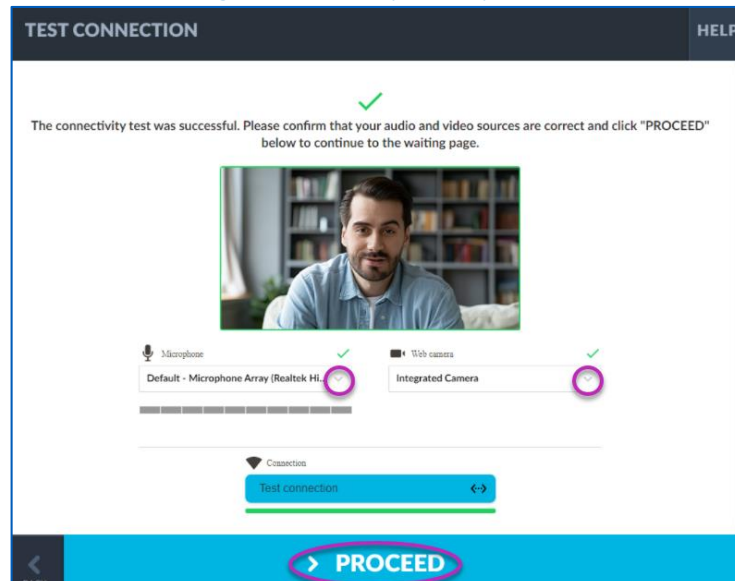 TEST CONNECTION
HELP
The connectivity test was successful. Please confirm that your audio and video sources are correct and click "PROCEED"
below to continue to the waiting page.
Microphone
Web camera
Default - Microphone Array (Realtek Hi...
Integrated Camera
Connection
Test connection
PROCEED